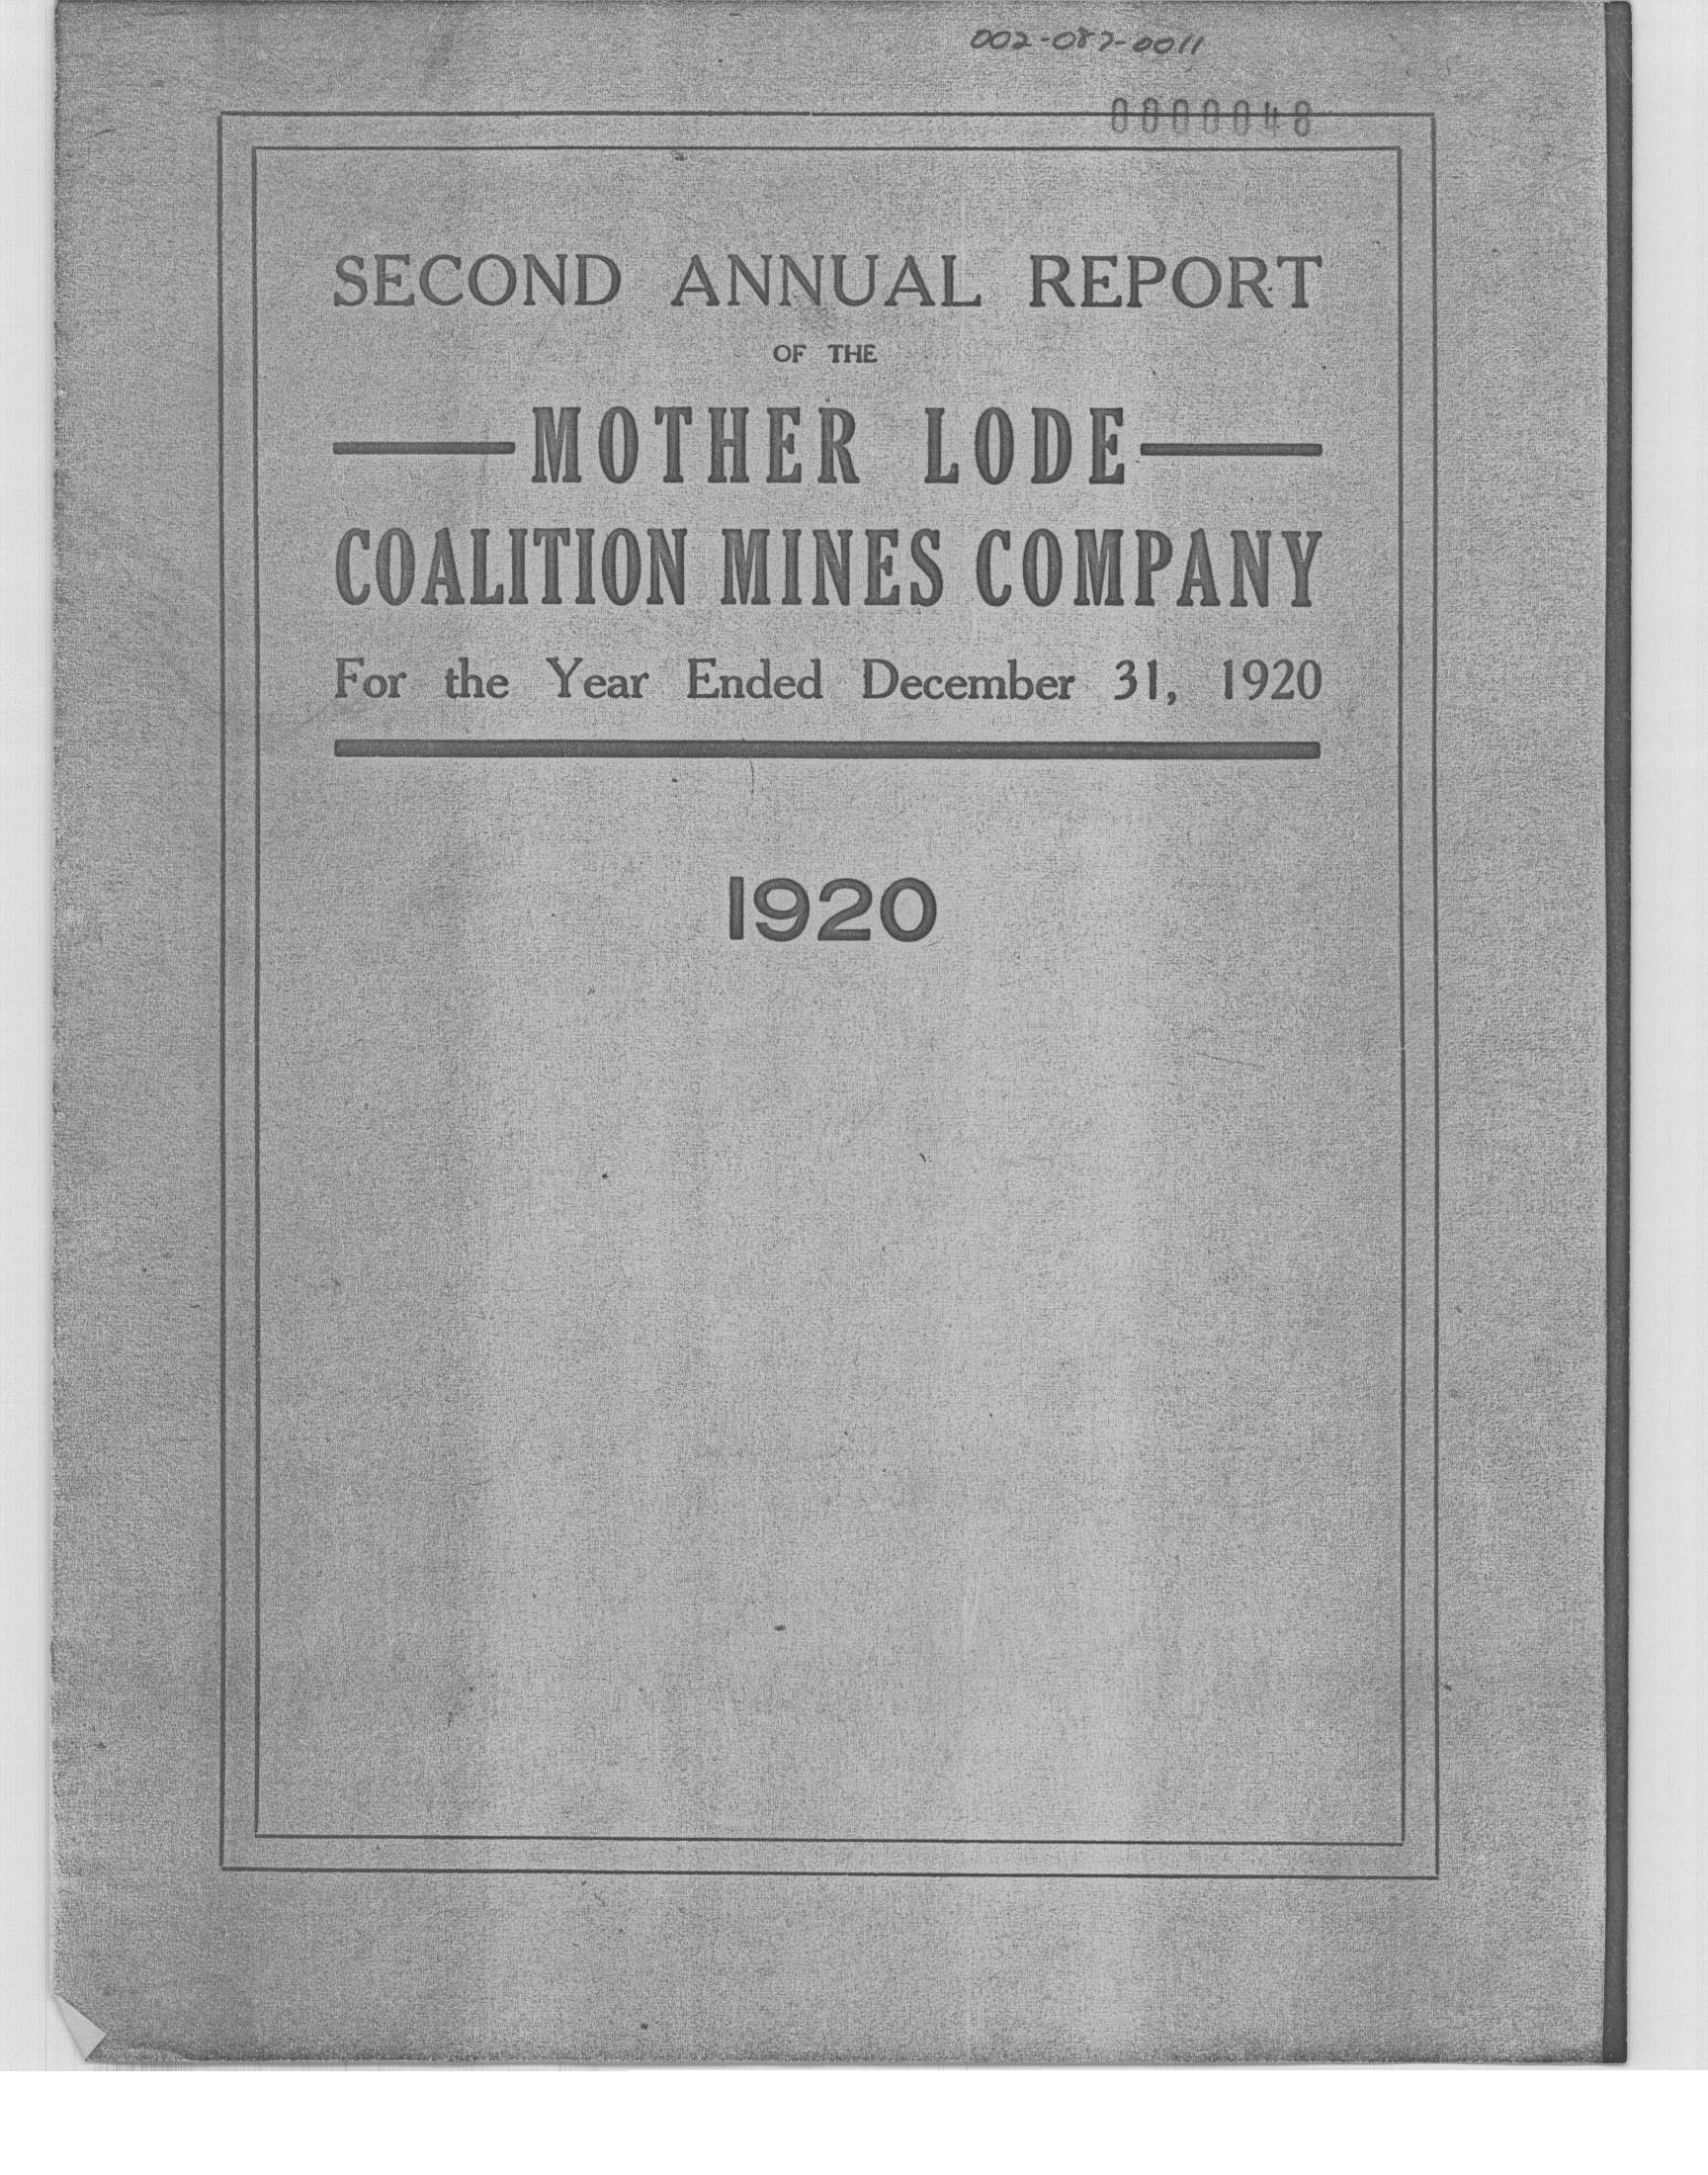 002-087-0011
0000048
SECOND ANNUAL REPORT
OF THE
MOTHER LODE
COALITION MINES COMPANY
For the Year Ended December 31, 1920
1920